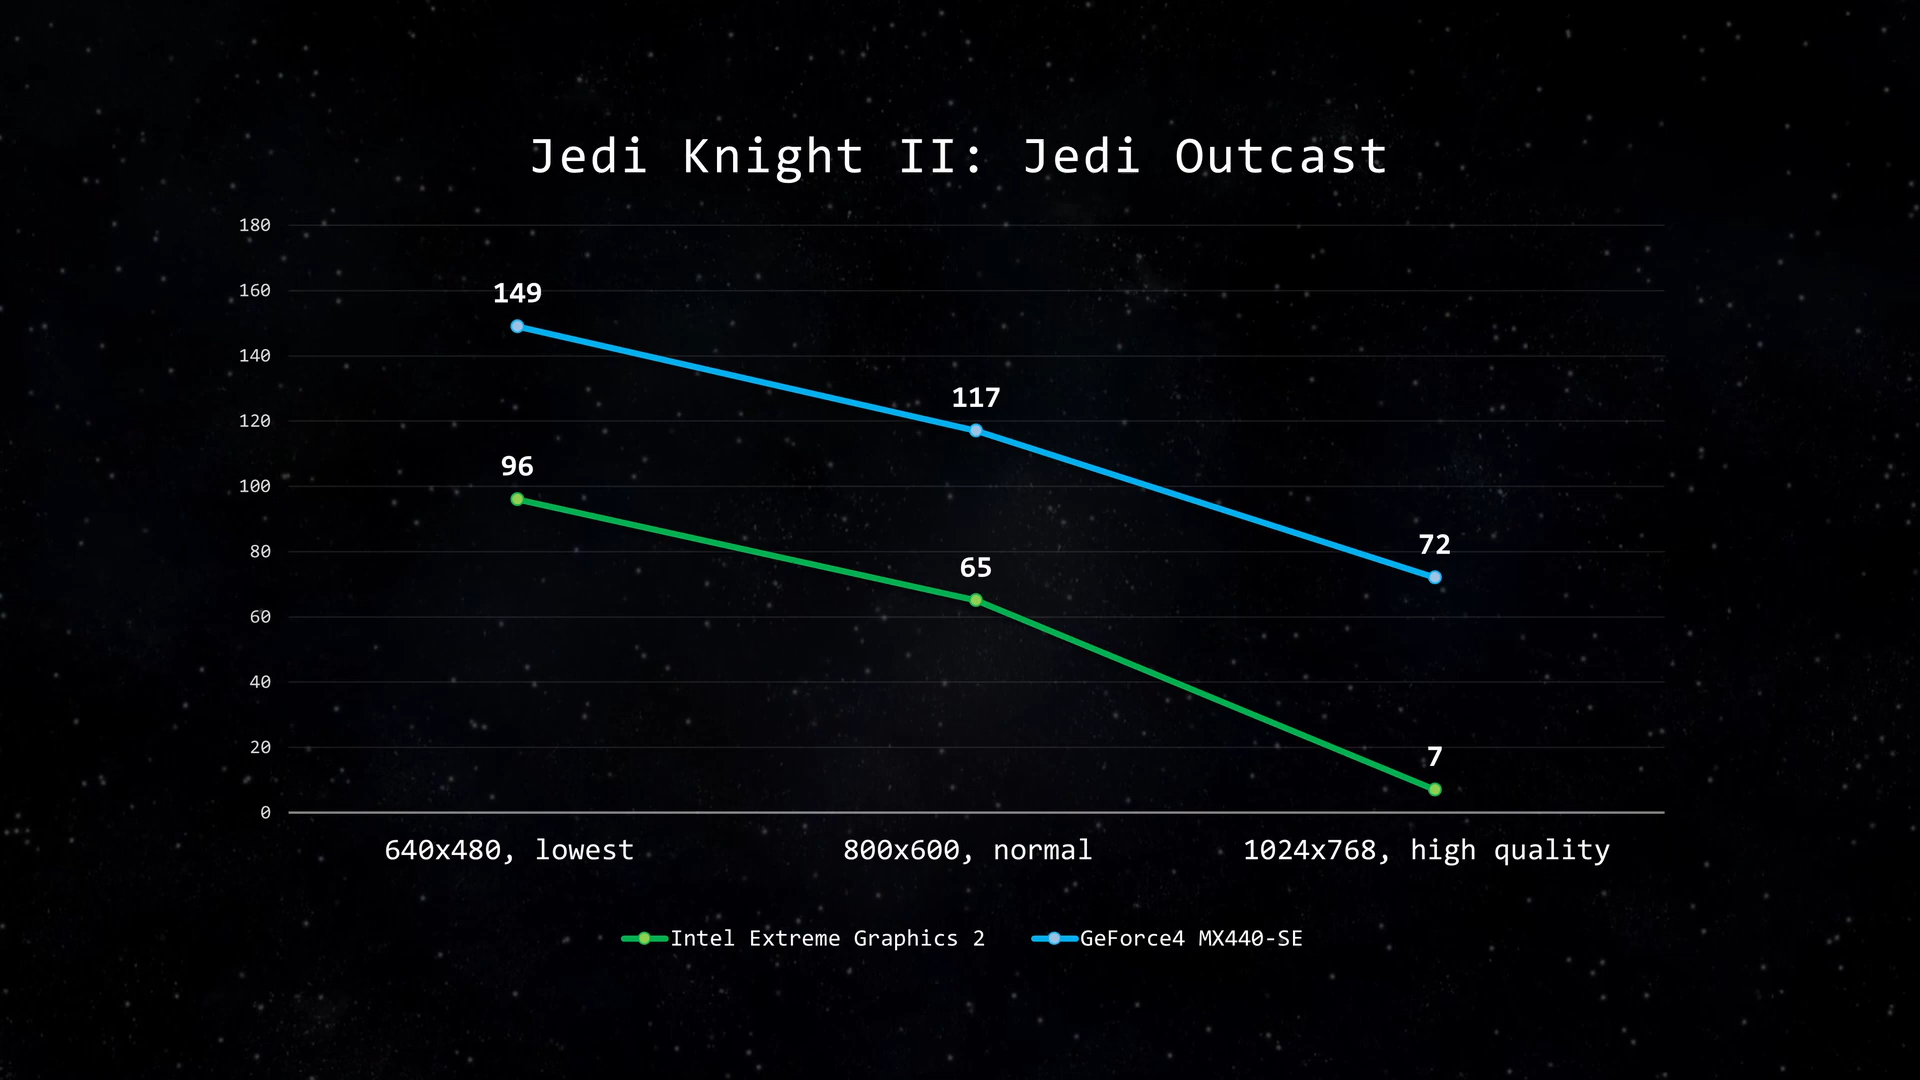 Jedi Knight II: Jedi Outcast
180
160
149
140
120
117
100
96
80
72
65
60
40
20
7
0
640x480, lowest
800x600, normal
1024x768, high quality
Intel Extreme Graphics 2
GeForce4 MX440-SE